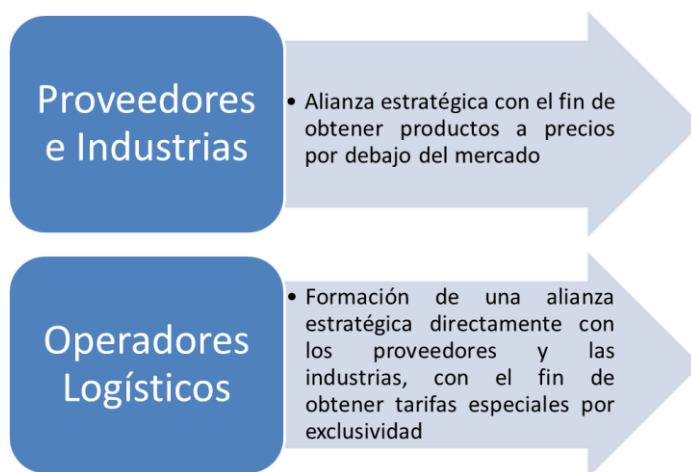 Proveedores
e Industrias
• Alianza estratégica con el fin de
obtener productos a precios
por debajo del mercado
Operadores
Logísticos
• Formación de una alianza
estratégica directamente con
los proveedores y las
industrias, con el fin de
obtener tarifas especiales por
exclusividad